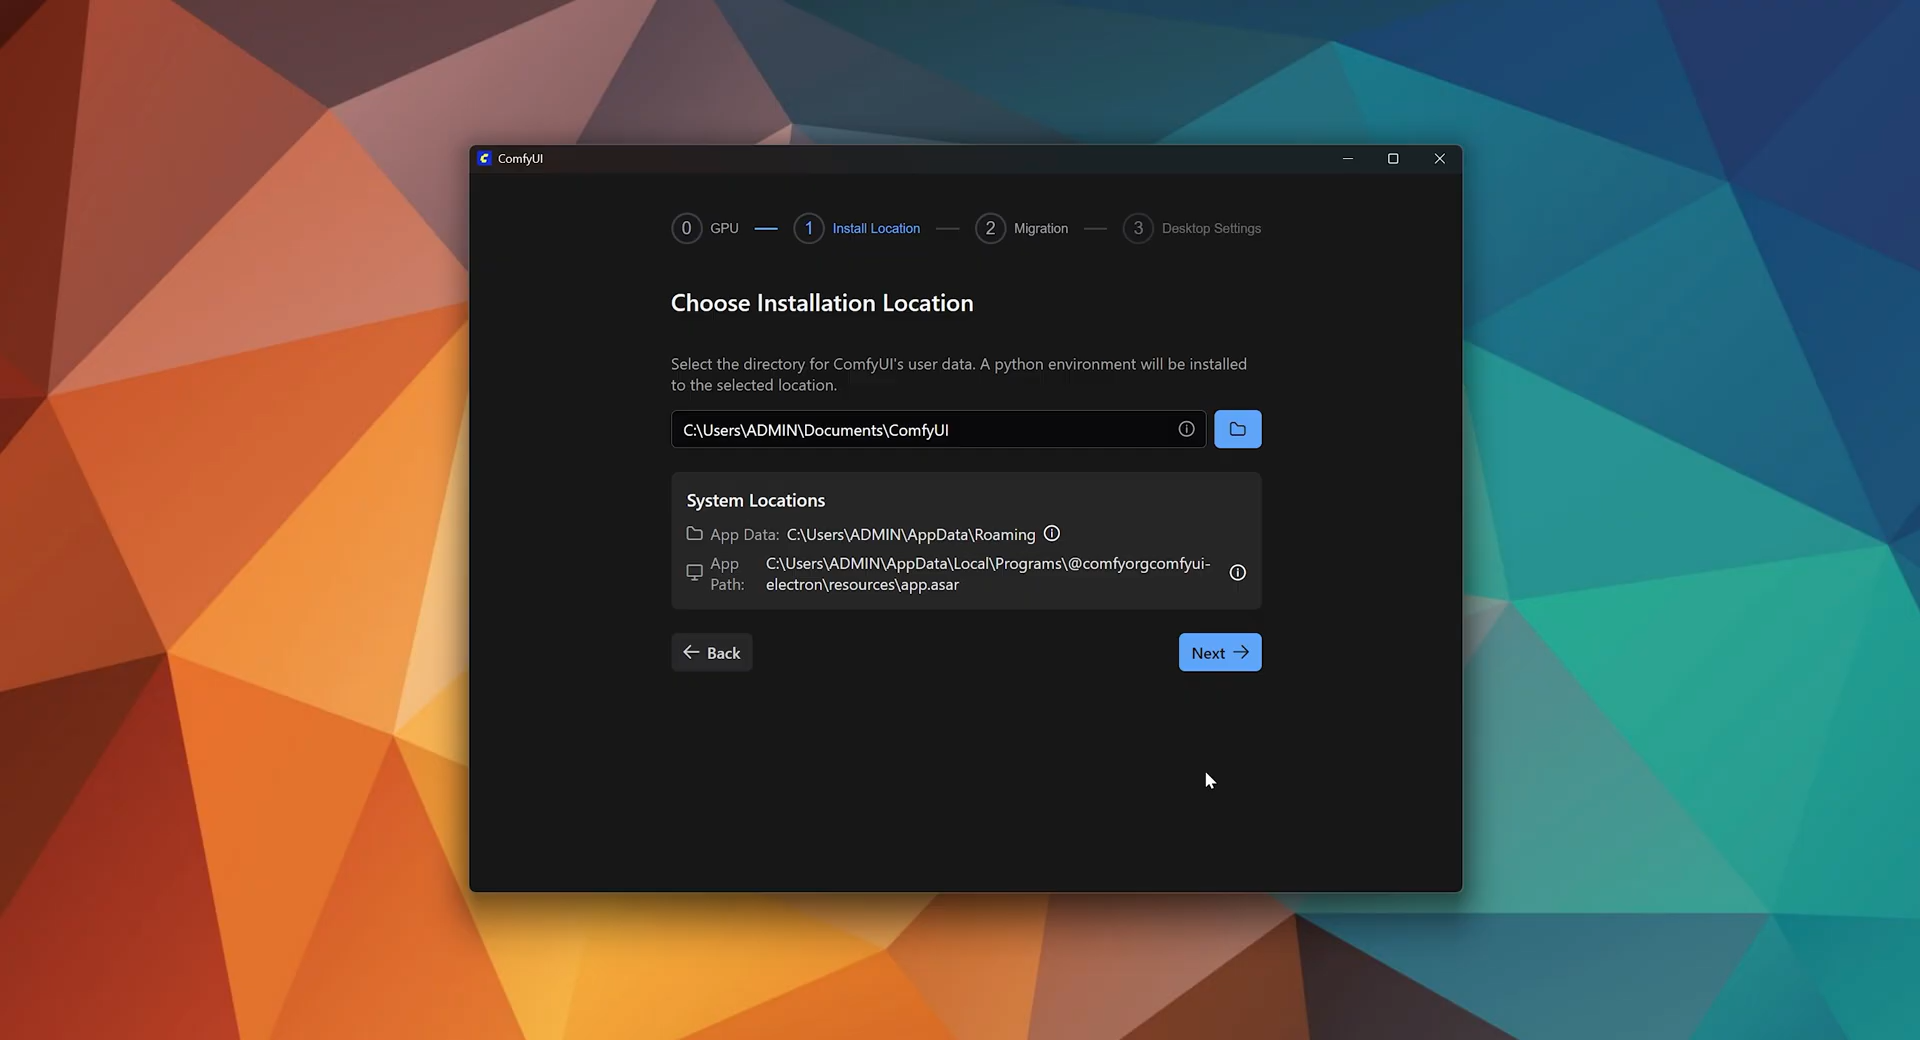 ComfyUI
0 GPU 1 Install Location 2 Migration 3 Desktop Settings
Choose Installation Location
Select the directory for ComfyUI's user data. A python environment will be installed
to the selected location.
C:\Users\ADMIN\Documents\ComfyUI
System Locations
App Data: C:\Users\ADMIN\AppData\Roaming
App Path: C:\Users\ADMIN\AppData\Local\Programs\@comfyorgcomfyui-
electron\resources\app.asar
Back Next